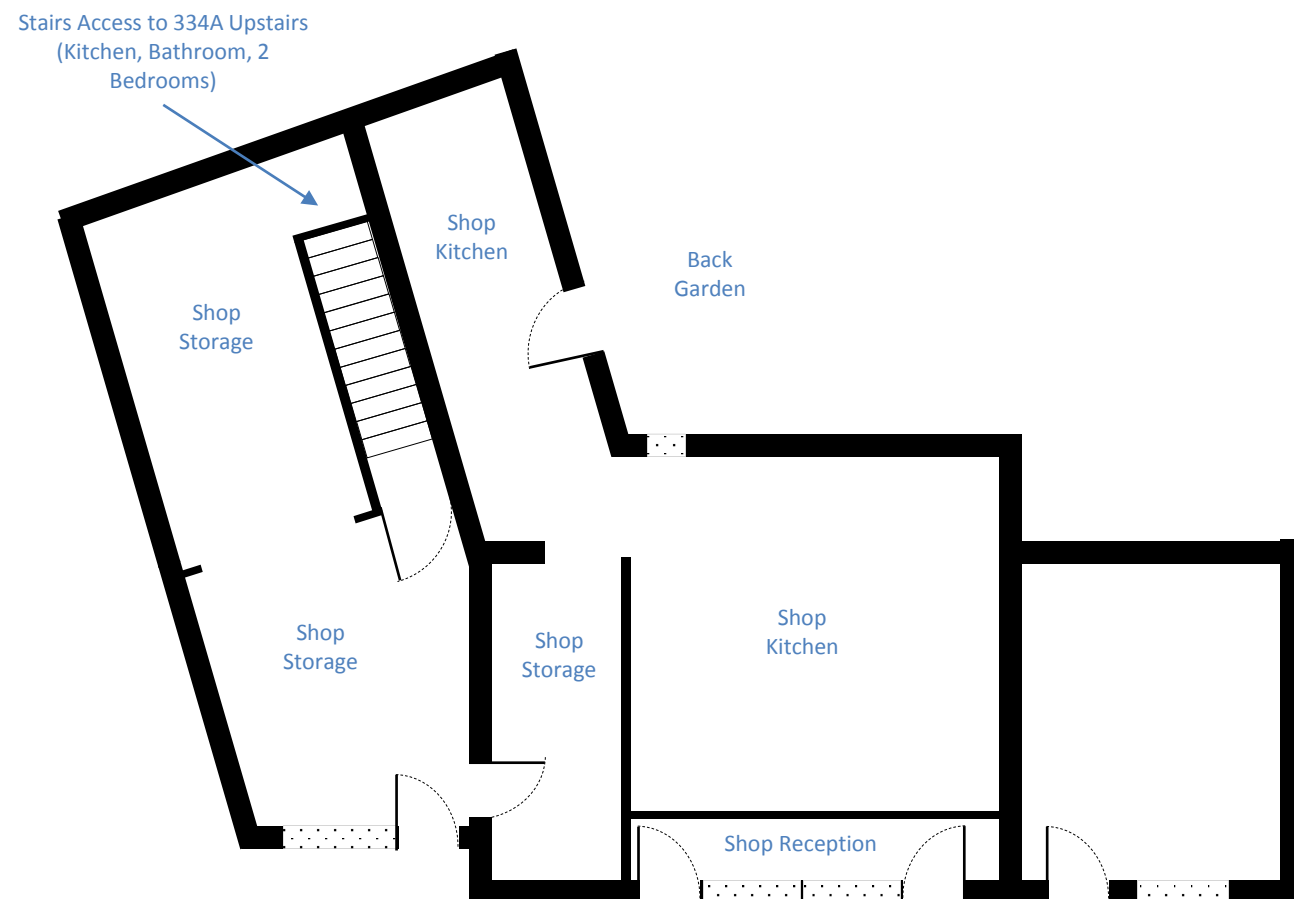 Stairs Access to 334A Upstairs
(Kitchen, Bathroom, 2
Bedrooms)
Shop
Kitchen
Back
Garden
Shop
Storage
Shop
Storage
Shop
Storage
Shop
Kitchen
Shop Reception